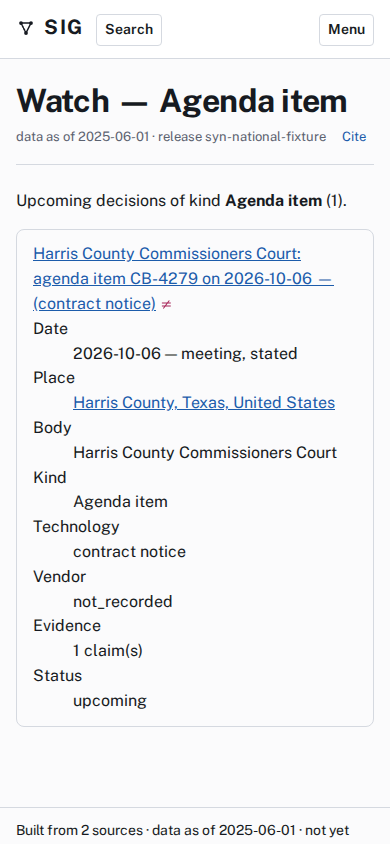 SIG Search Menu
Watch — Agenda item
data as of 2025-06-01 · release syn-national-fixture Cite
Upcoming decisions of kind Agenda item (1).
Harris County Commissioners Court:
agenda item CB-4279 on 2026-10-06 —
(contract notice) ≠
Date
2026-10-06 — meeting, stated
Place
Harris County, Texas, United States
Body
Harris County Commissioners Court
Kind
Agenda item
Technology
contract notice
Vendor
not_recorded
Evidence
1 claim(s)
Status
upcoming
Built from 2 sources · data as of 2025-06-01 · not yet